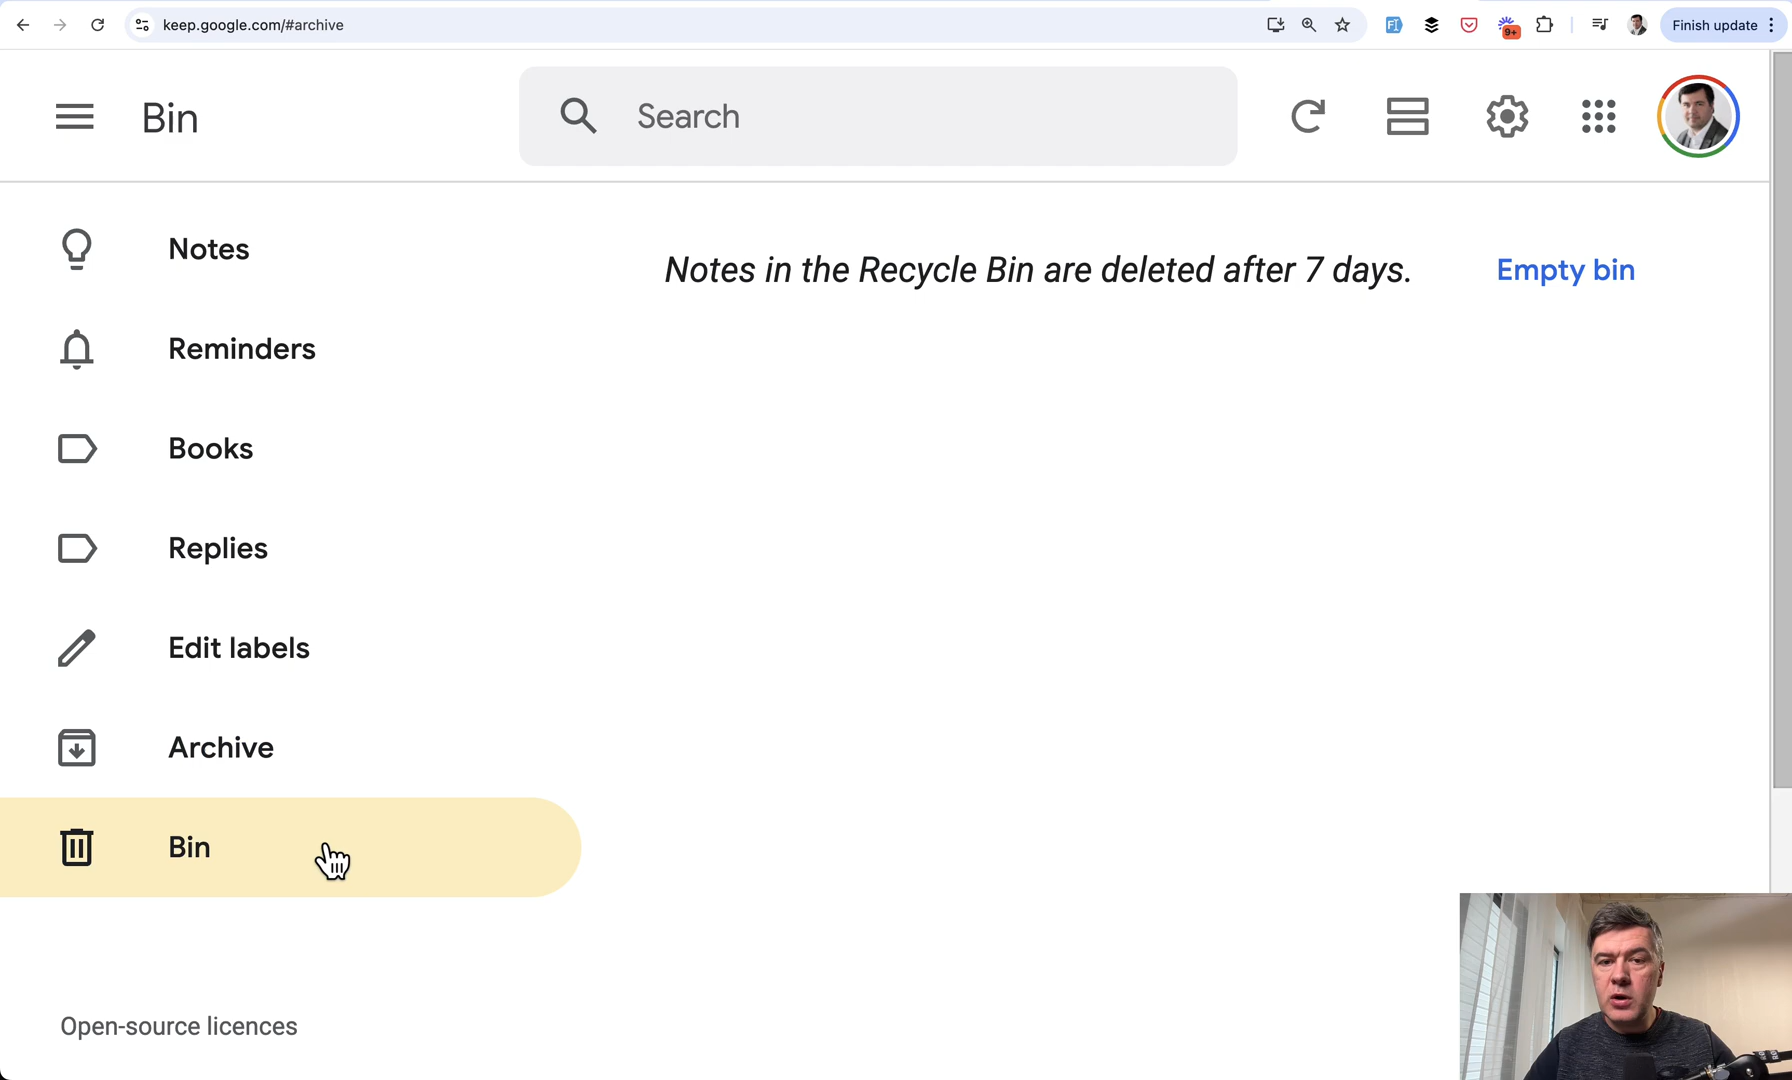 keep.google.com/#archive
9+
Finish update
Bin
Search
Notes
Notes in the Recycle Bin are deleted after 7 days.
Empty bin
Reminders
Books
Replies
Edit labels
Archive
Bin
Open-source licences